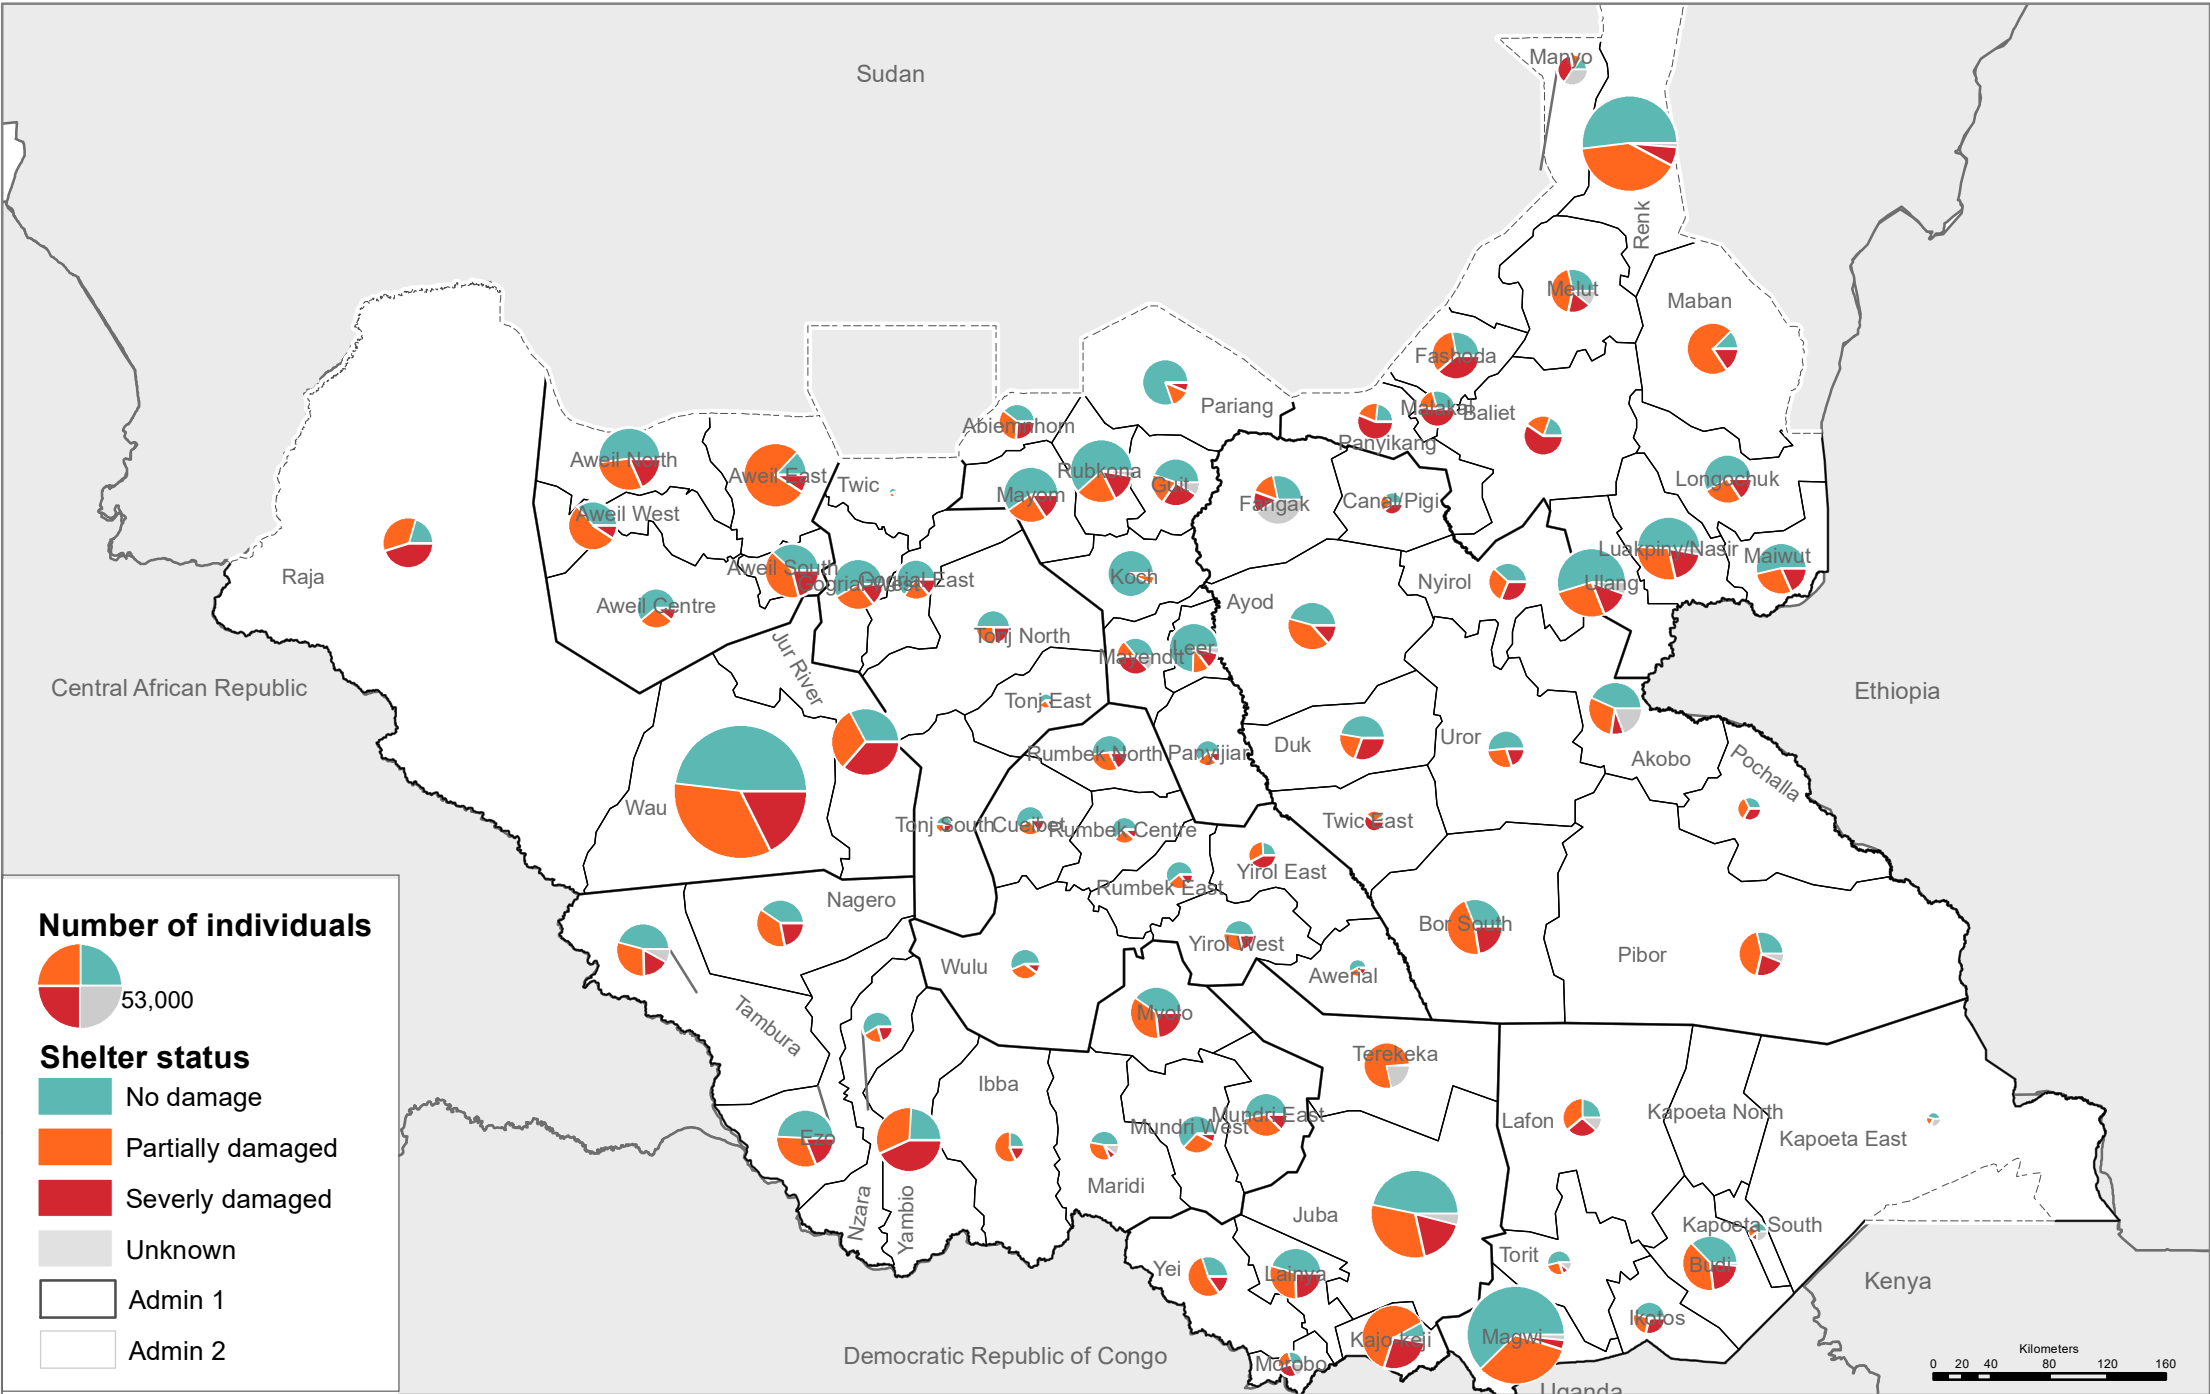 Sudan
Manyo
Renk
Melut
Maban
Fashoda
Pariang
Abiemnhom
Malakal
Baliet
Panyikang
Aweil North
Aweil East
Twic
Rubkona
Guit
Mayom
Fangak
Canal/Pigi
Longochuk
Aweil West
Luakpiny/Nasir
Maiwut
Raja
Aweil South
Gogrial West
Gogrial East
Koch
Nyirol
Ulang
Aweil Centre
Ayod
Tonj North
Jur River
Mayendit
Leer
Central African Republic
Tonj East
Ethiopia
Rumbek North
Panyijiar
Duk
Uror
Akobo
Pochalla
Wau
Tonj South
Cueibet
Rumbek Centre
Twic East
Rumbek East
Yirol East
Nagero
Bor South
Yirol West
Pibor
Wulu
Awerial
Number of individuals
53,000
Mvolo
Tambura
Shelter status
Terekeka
No damage
Ibba
Mundri East
Mundri West
Lafon
Kapoeta North
Kapoeta East
Ezo
Partially damaged
Maridi
Severly damaged
Nzara
Yambio
Juba
Kapoeta South
Unknown
Yei
Lainya
Torit
Budi
Kenya
Admin 1
Ikotos
Magwi
Kajo-keji
Admin 2
Democratic Republic of Congo
Morobo
Kilometers
0 20 40 80 120 160
Uganda